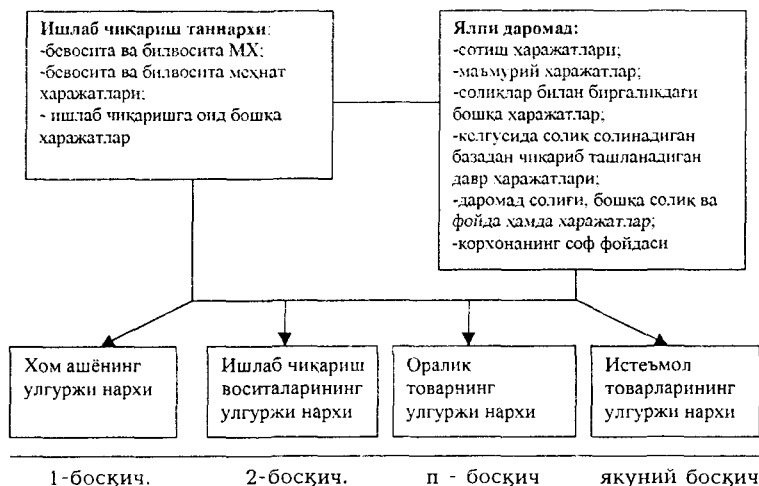 Ишлаб чиқариш таннархи:
-бевосита ва билвосита МХ;
-бевосита ва билвосита меҳнат
харажатлари;
- ишлаб чиқаришга оид бошқа
харажатлар
Ялпи даромад:
-сотиш харажатлари;
-маъмурий харажатлар;
-солиқлар билан биргаликдаги
бошқа харажатлар;
-келгусида солиқ солинадиган
базадан чиқариб ташланадиган
давр харажатлари;
-даромад солиғи, бошқа солиқ ва
фойда ҳамда харажатлар;
-корхонанинг соф фойдаси
Хом ашёнинг
улгуржи нархи
Ишлаб чиқариш
воситаларининг
улгуржи нархи
Оралиқ
товарнинг
улгуржи нархи
Истеъмол
товарларининг
улгуржи нархи
1-босқич. 2-босқич. п - босқич якуний босқич